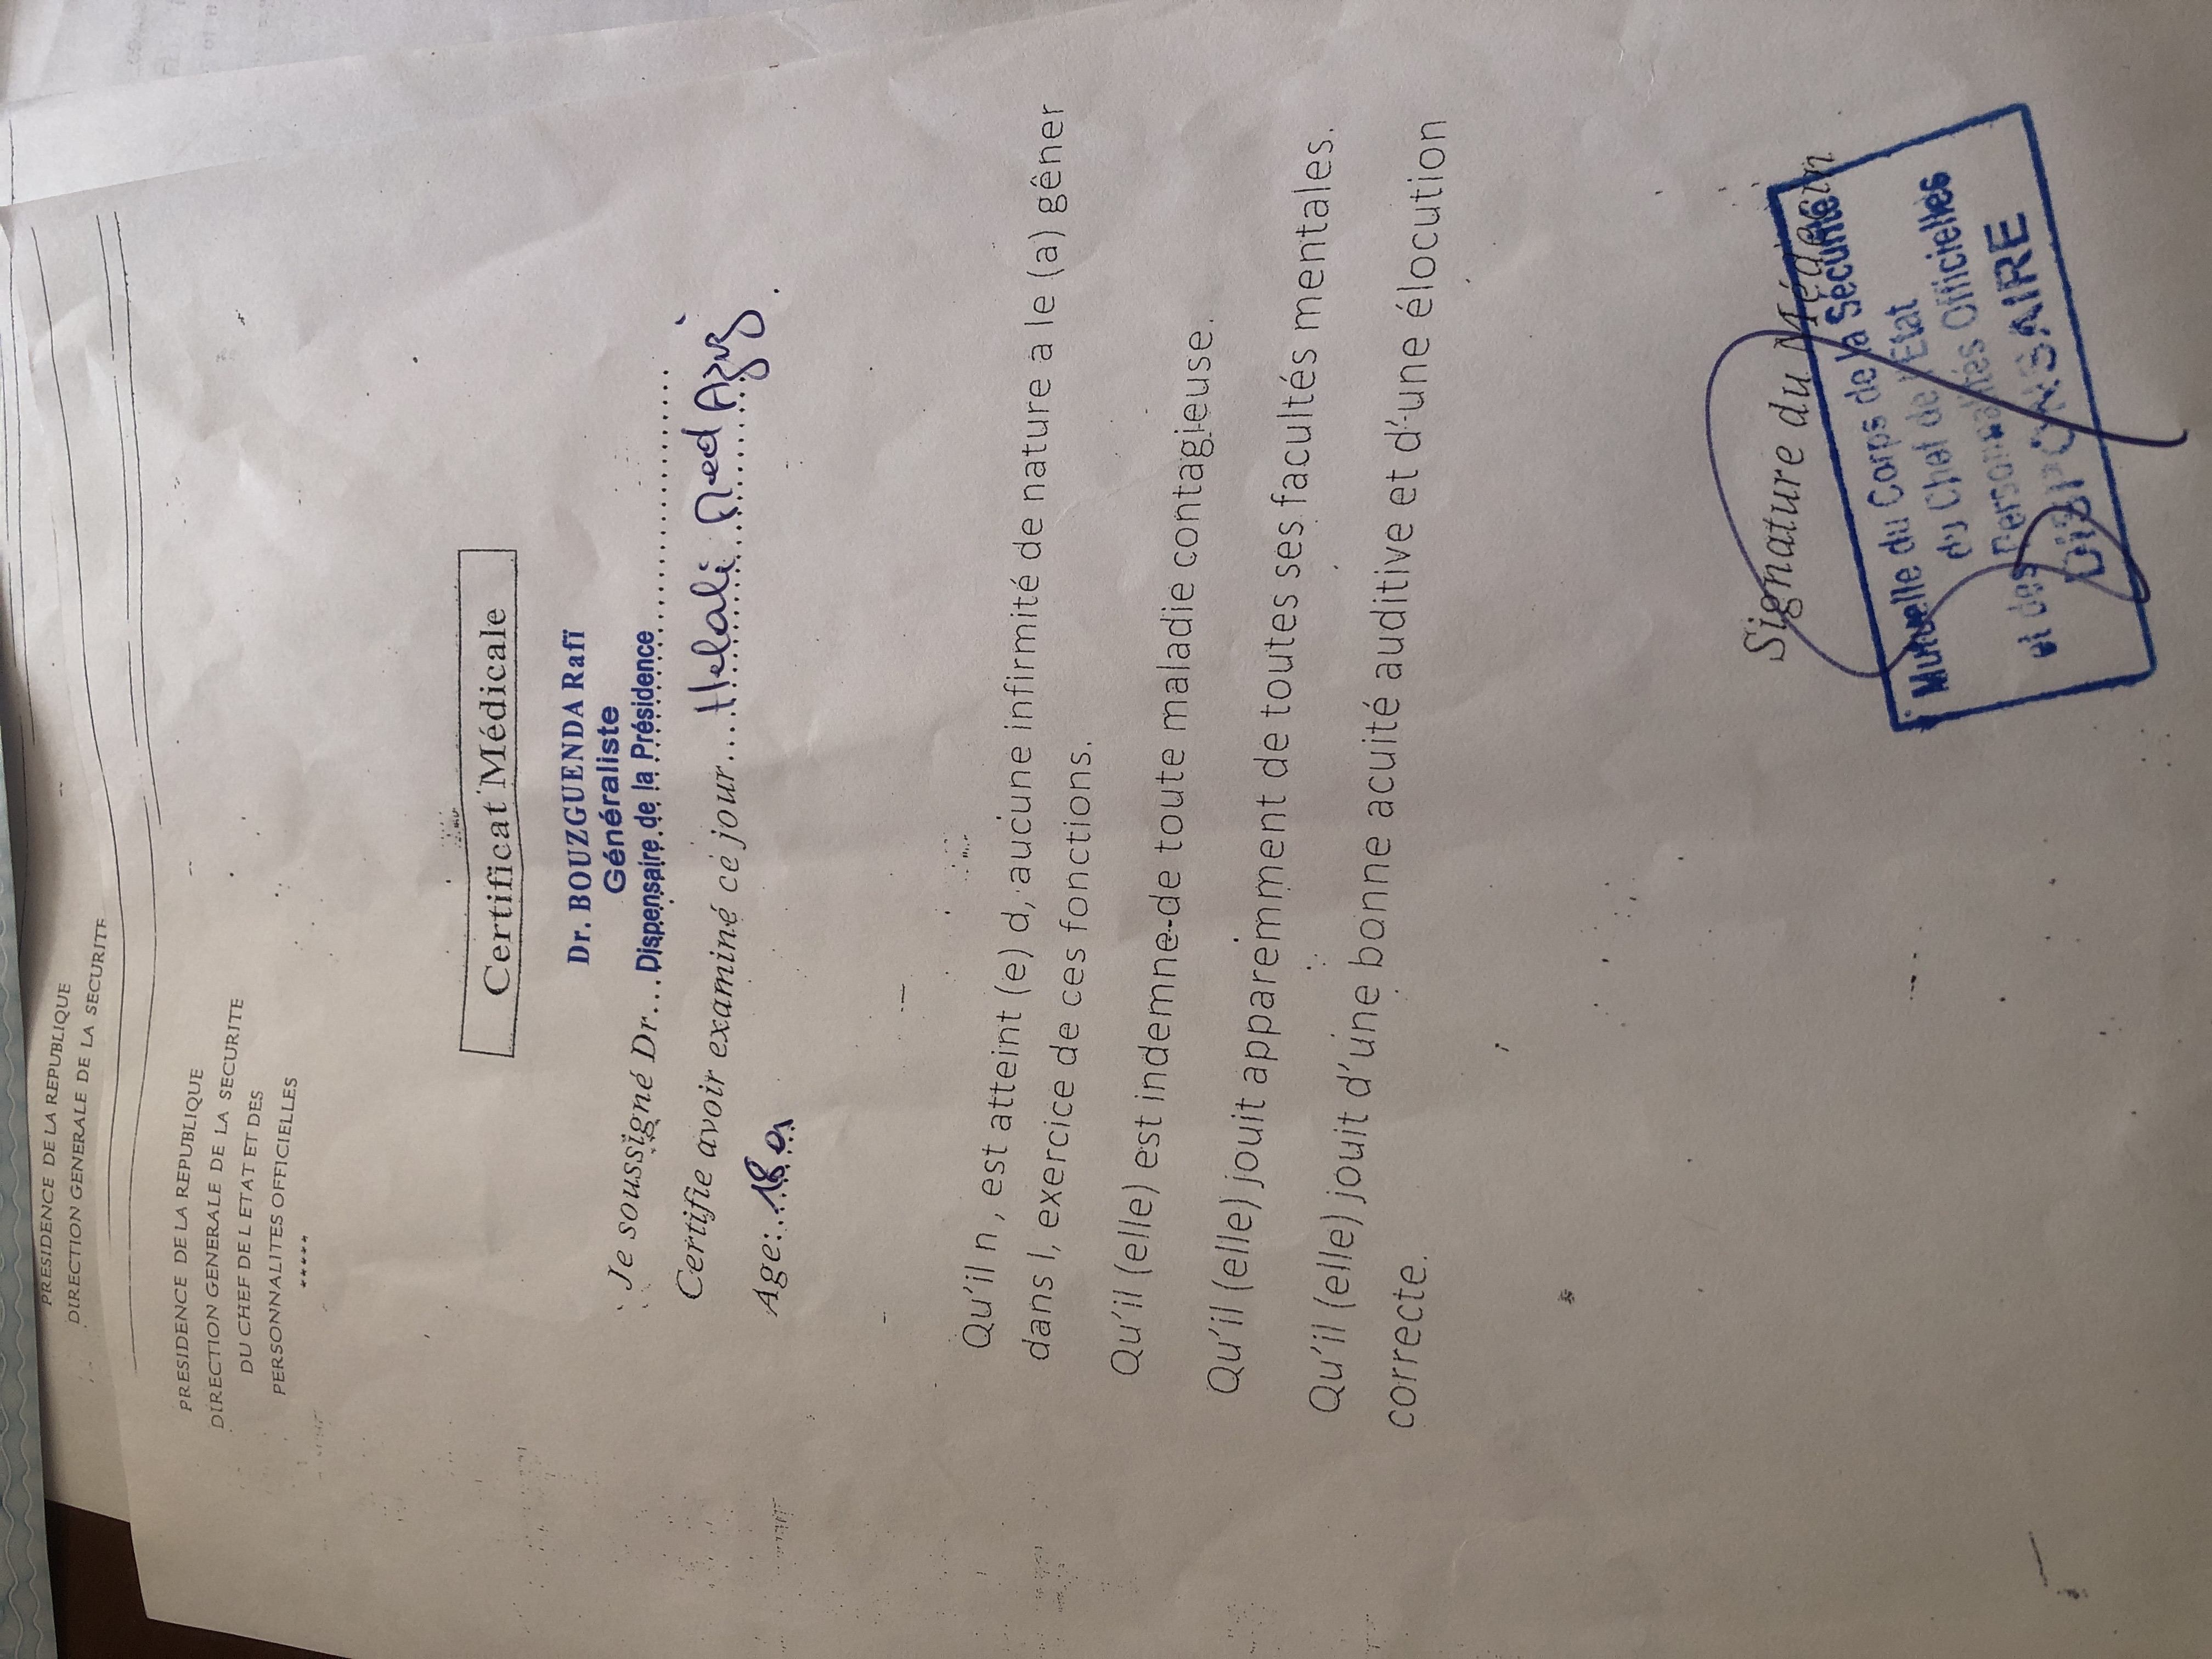 PRESIDENCE DE LA REPUBLIQUE
DIRECTION GENERALE DE LA SECURITE
PRESIDENCE DE LA REPUBLIQUE
DIRECTION GENERALE DE LA SECURITE
DU CHEF DE L ETAT ET DES
PERSONNALITES OFFICIELLES
*****
Certificat Médicale
Dr. BOUZGUENDA Rafï
Généraliste
Je soussigné Dr... Dispensaire de la Présidence
Certifie avoir examiné ce jour... Helali Med Azyz.
Age: 18 a
Qu'il n, est atteint (e) d, aucune infirmité de nature a le (a) gêner
dans l, exercice de ces fonctions.
Qu'il (elle) est indemne de toute maladie contagieuse.
Qu'il (elle) jouit apparemment de toutes ses facultés mentales.
Qu'il (elle) jouit d'une bonne acuité auditive et d'une élocution
correcte.
Signature du Médecin
Mutuelle du Corps de la Sécurité
du Chef de l'Etat
et des Personnalités Officielles
DISPENSAIRE